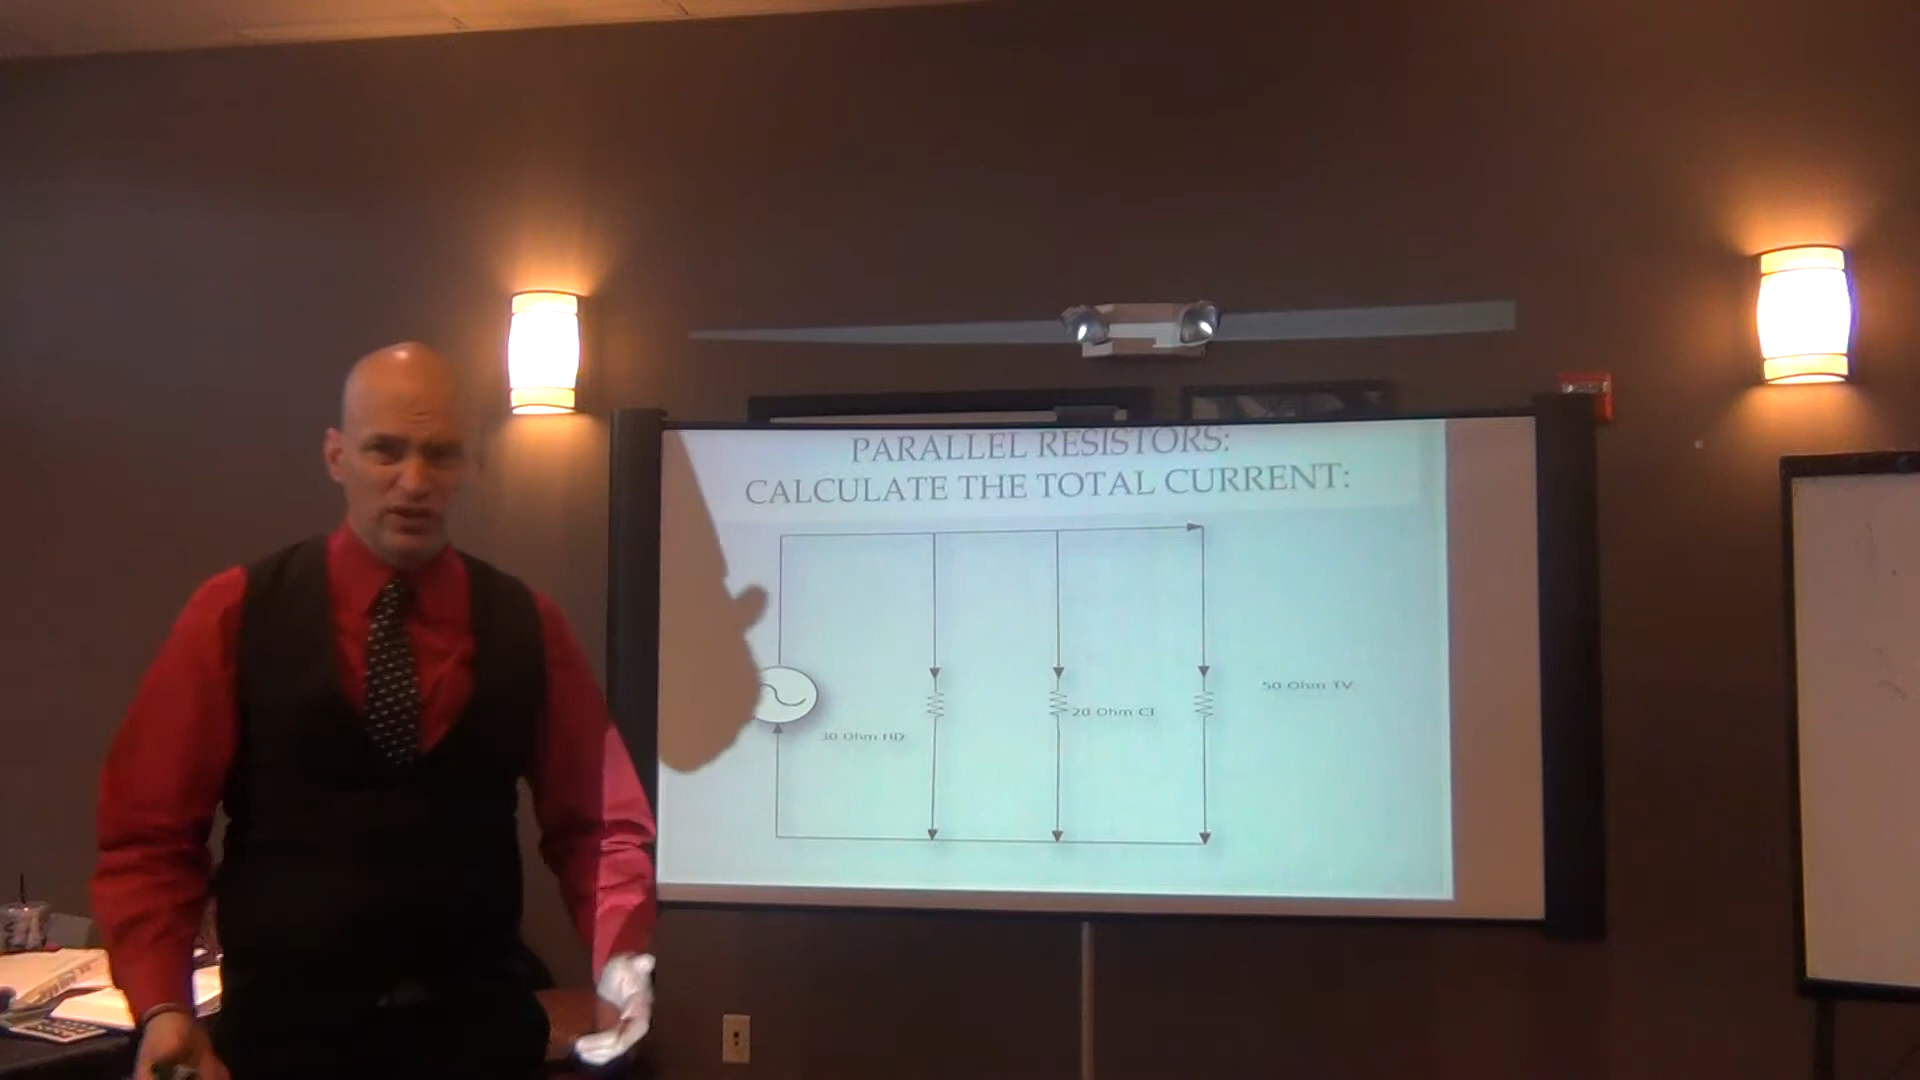 PARALLEL RESISTORS:
CALCULATE THE TOTAL CURRENT:
50 Ohm TV
20 Ohm CI
30 Ohm HD